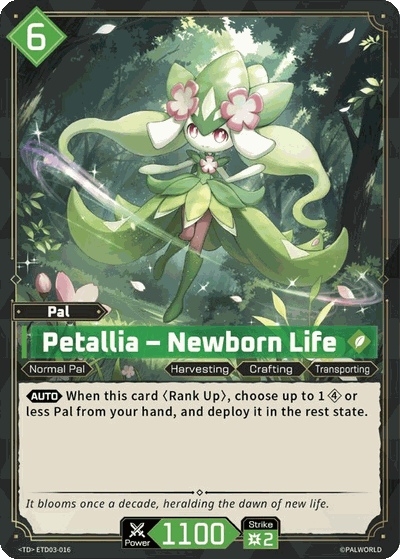 6
Pal
Petallia – Newborn Life
Normal Pal
Harvesting
Crafting
Transporting
AUTO When this card 〈Rank Up〉, choose up to 1 4 or
less Pal from your hand, and deploy it in the rest state.
It blooms once a decade, heralding the dawn of new life.
Power
1100
Strike
2
<TD> ETD03-016
©PALWORLD